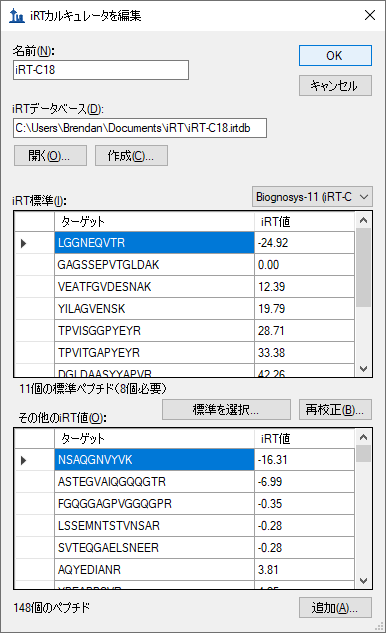 iRTカルキュレータを編集
名前(N):
iRT-C18
OK
キャンセル
iRTデータベース(D):
C:\Users\Brendan\Documents\iRT\iRT-C18.irtdb
開く(O)...
作成(C)...
iRT標準(I):
Biognosys-11 (iRT-C
ターゲット iRT値
LGGNEQVTR -24.92
GAGSSEPVTGLDAK 0.00
VEATFGVDESNAK 12.39
YILAGVENSK 19.79
TPVISGGPYEYR 28.71
TPVITGAPYEYR 33.38
DGLDAASYYAPVR 42.26
11個の標準ペプチド(8個必要)
標準を選択...
再校正(B)...
その他のiRT値(O):
ターゲット iRT値
NSAQGNVYVK -16.31
ASTEGVAIQGQQGTR -6.99
FGQGGAGPVGGQGPR -0.35
LSSEMNTSTVNSAR -0.28
SVTEQGAELSNEER -0.28
AQYEDIANR 3.81
148個のペプチド
追加(A)...